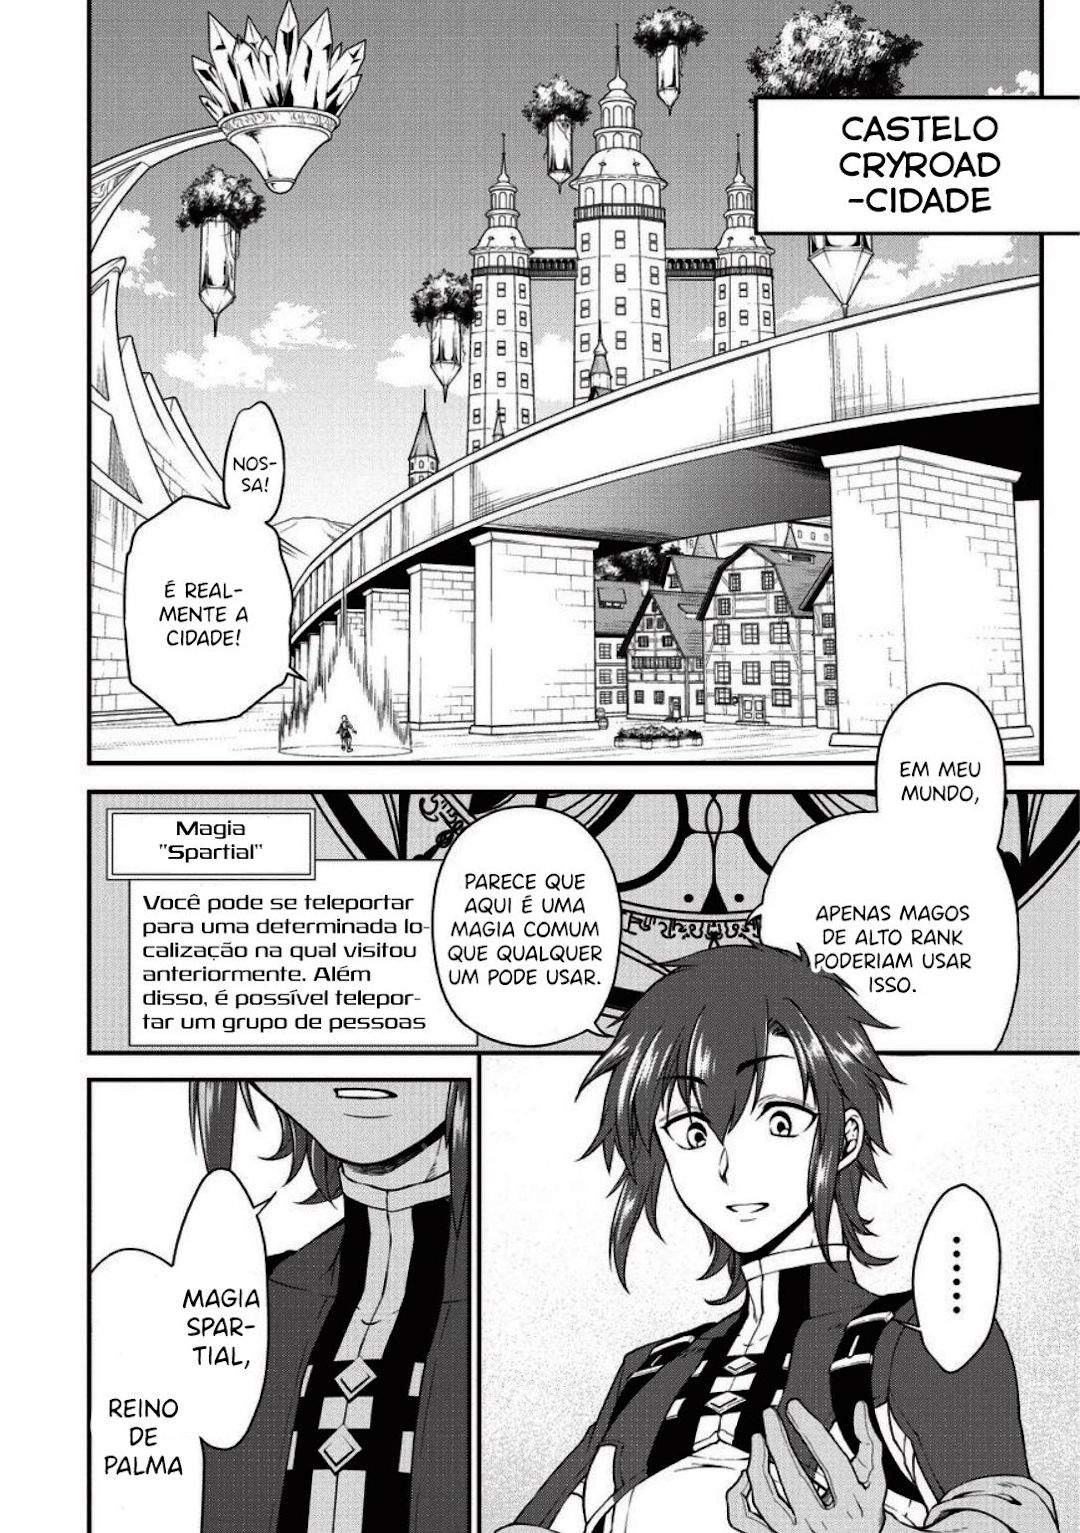 CASTELO
CRYROAD
-CIDADE
NOS-
SA!
É REAL-
MENTE A
CIDADE!
EM MEU
MUNDO,
APENAS MAGOS
DE ALTO RANK
PODERIAM USAR
ISSO.
PARECE QUE
AQUI É UMA
MAGIA COMUM
QUE QUALQUER
UM PODE USAR.
Magia
"Spartial"
Você pode se teleportar
para uma determinada lo-
calização na qual visitou
anteriormente. Além
disso, é possível telepor-
tar um grupo de pessoas
......
MAGIA
SPAR-
TIAL,
REINO
DE
PALMA